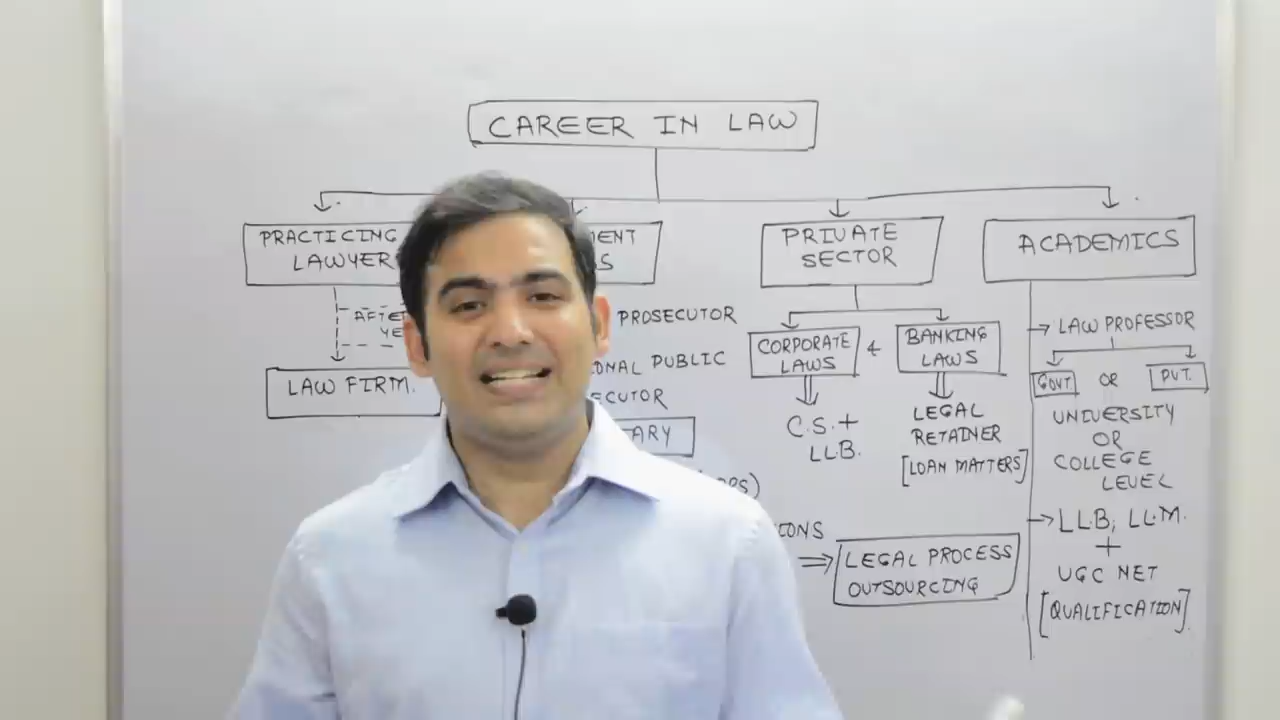 CAREER IN LAW
PRACTICING
LAWYER
PRIVATE
SECTOR
ACADEMICS
LAW FIRM.
PROSECUTOR
PUBLIC
CORPORATE
LAWS
&
BANKING
LAWS
C.S. +
LLB.
LEGAL
RETAINER
[LOAN MATTERS]
LEGAL PROCESS
OUTSOURCING
LAW PROFESSOR
GOVT. OR PVT.
UNIVERSITY
OR
COLLEGE
LEVEL
LLB, LLM.
+
UGC NET
[QUALIFICATION]